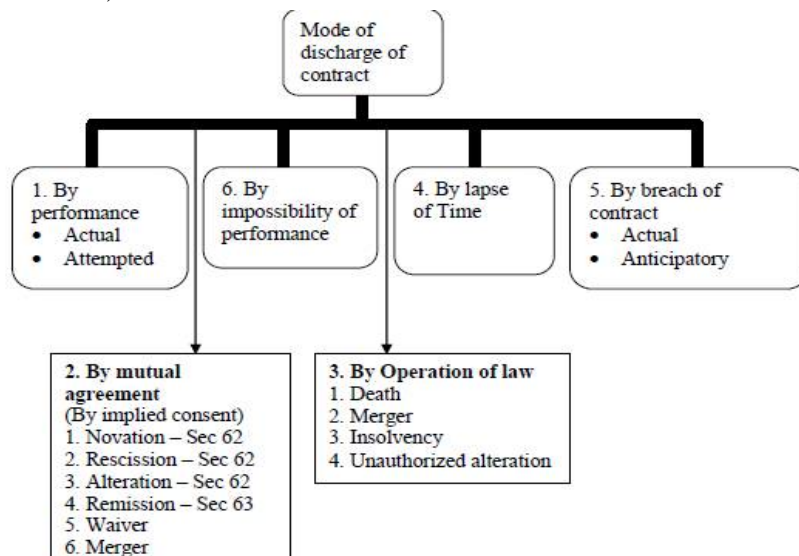 Mode of
discharge of
contract
1. By
performance
• Actual
• Attempted
6. By
impossibility of
performance
4. By lapse
of Time
5. By breach of
contract
• Actual
• Anticipatory
2. By mutual
agreement
(By implied consent)
1. Novation – Sec 62
2. Rescission – Sec 62
3. Alteration – Sec 62
4. Remission – Sec 63
5. Waiver
6. Merger
3. By Operation of law
1. Death
2. Merger
3. Insolvency
4. Unauthorized alteration